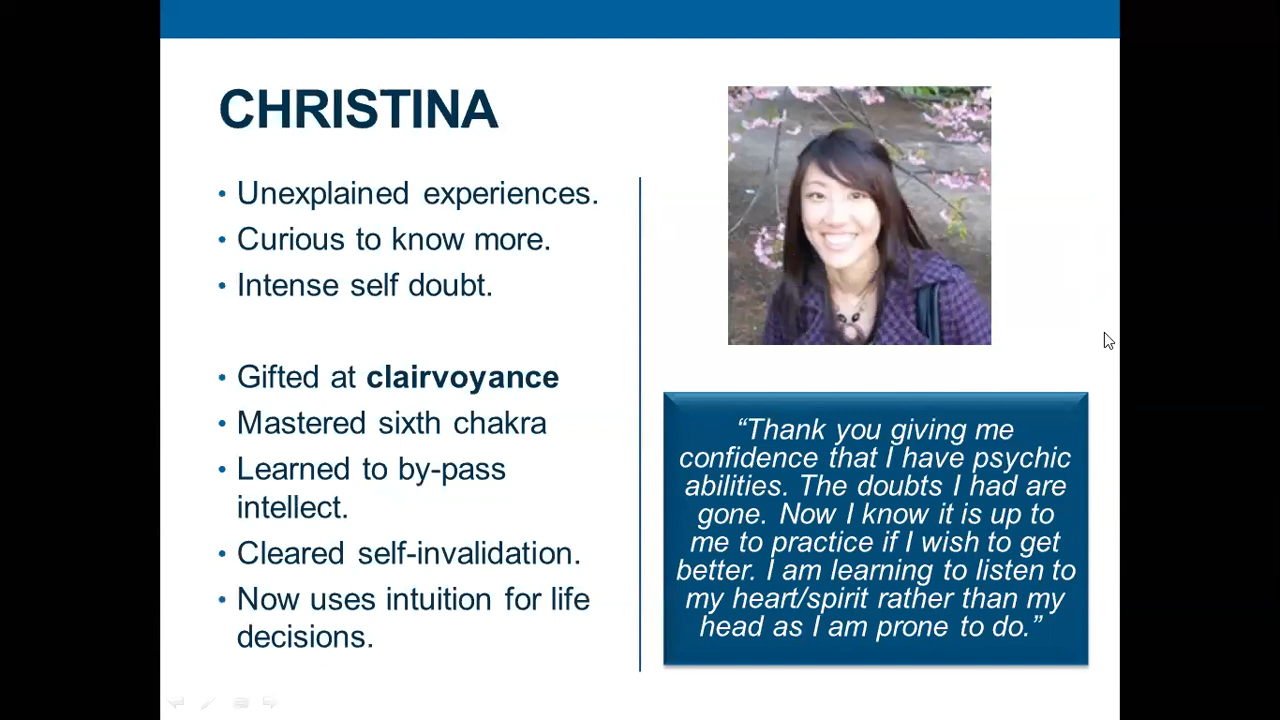 CHRISTINA
• Unexplained experiences.
• Curious to know more.
• Intense self doubt.
• Gifted at clairvoyance
• Mastered sixth chakra
• Learned to by-pass
intellect.
• Cleared self-invalidation.
• Now uses intuition for life
decisions.
“Thank you giving me
confidence that I have psychic
abilities. The doubts I had are
gone. Now I know it is up to
me to practice if I wish to get
better. I am learning to listen to
my heart/spirit rather than my
head as I am prone to do.”